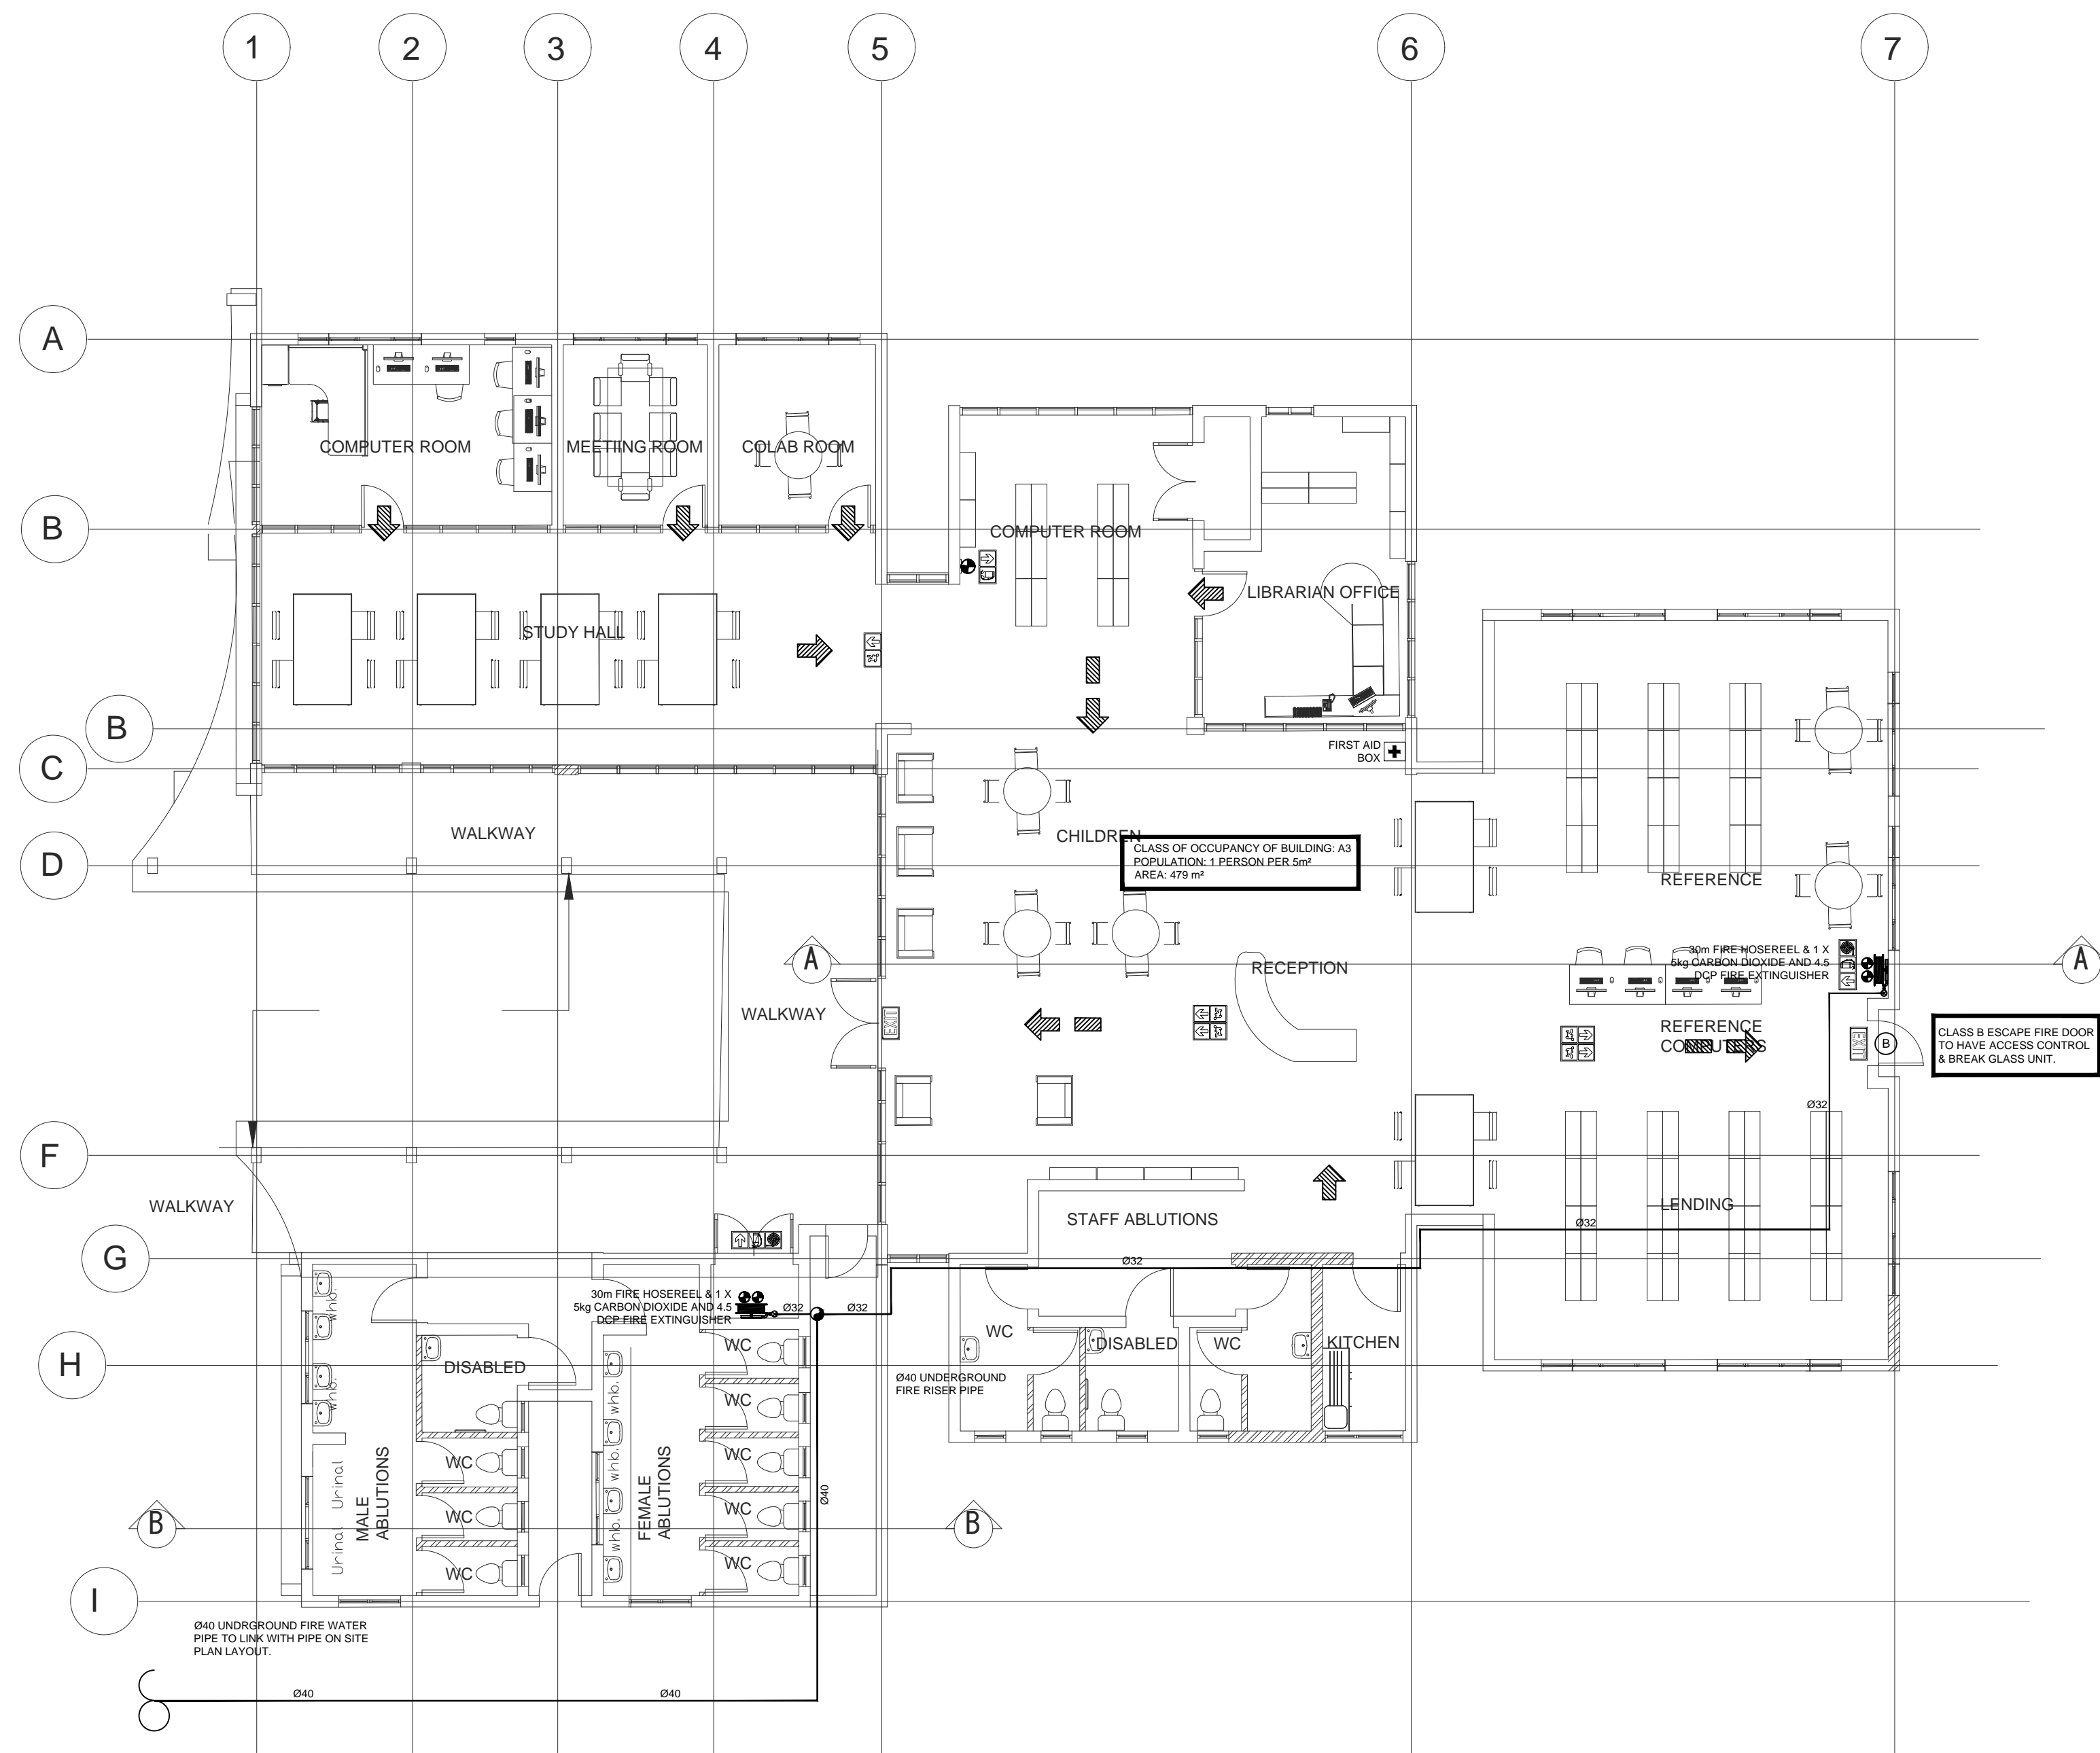 1
2
3
4
5
6
7
A
B
B
C
D
F
G
H
I
COMPUTER ROOM
MEETIING ROOM
COLAB ROOM
COMPUTER ROOM
LIBRARIAN OFFICE
STUDY HALL
FIRST AID
BOX
WALKWAY
CHILDREN
CLASS OF OCCUPANCY OF BUILDING: A3
POPULATION: 1 PERSON PER 5m²
AREA: 479 m²
REFERENCE
A
RECEPTION
30m FIRE HOSEREEL & 1 X
5kg CARBON DIOXIDE AND 4.5
DCP FIRE EXTINGUISHER
A
WALKWAY
EXIT
REFERENCE
COMPUTERS
EXIT
B
CLASS B ESCAPE FIRE DOOR
TO HAVE ACCESS CONTROL
& BREAK GLASS UNIT.
Ø32
WALKWAY
STAFF ABLUTIONS
LENDING
Ø32
Ø32
30m FIRE HOSEREEL & 1 X
5kg CARBON DIOXIDE AND 4.5
DCP FIRE EXTINGUISHER
Ø32
Ø32
whb.
whb.
DISABLED
WC
WC
WC
WC
WC
WC
WC
WC
whb.
whb.
whb.
Urinal
Urinal
MALE
ABLUTIONS
FEMALE
ABLUTIONS
WC
DISABLED
WC
KITCHEN
Ø40 UNDERGROUND
FIRE RISER PIPE
Ø40
B
B
Ø40 UNDRGROUND FIRE WATER
PIPE TO LINK WITH PIPE ON SITE
PLAN LAYOUT.
Ø40
Ø40